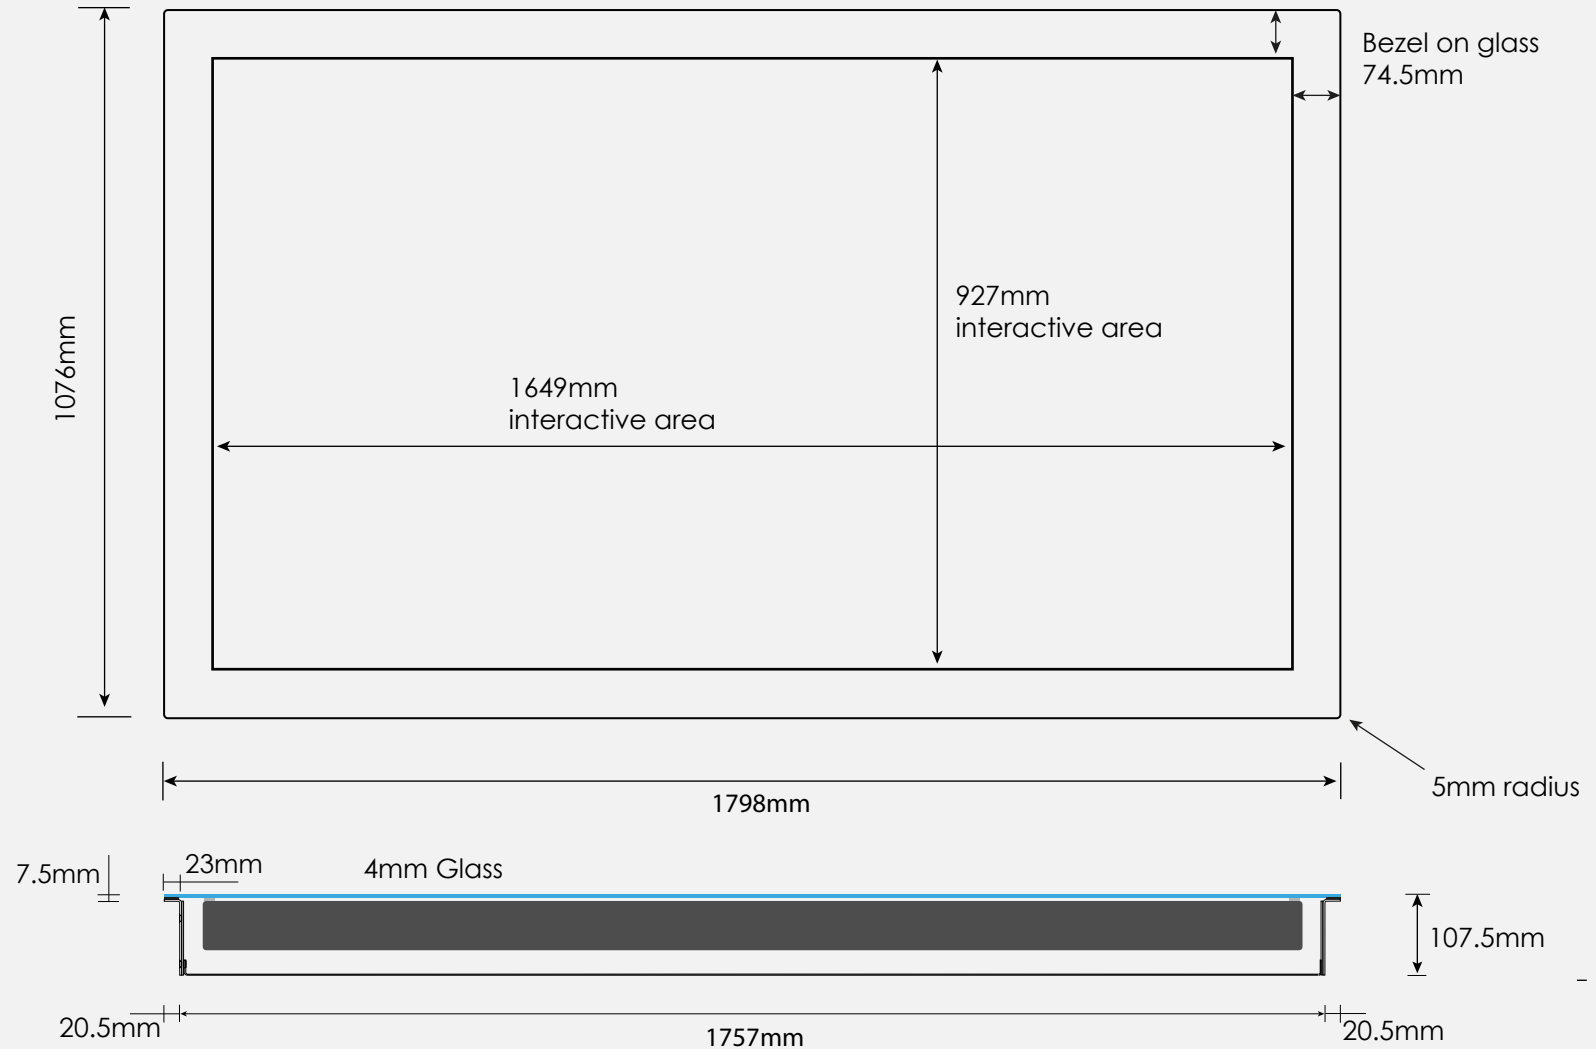 Bezel on glass
74.5mm
1076mm
927mm
interactive area
1649mm
interactive area
1798mm
5mm radius
7.5mm
23mm
4mm Glass
107.5mm
20.5mm
1757mm
20.5mm